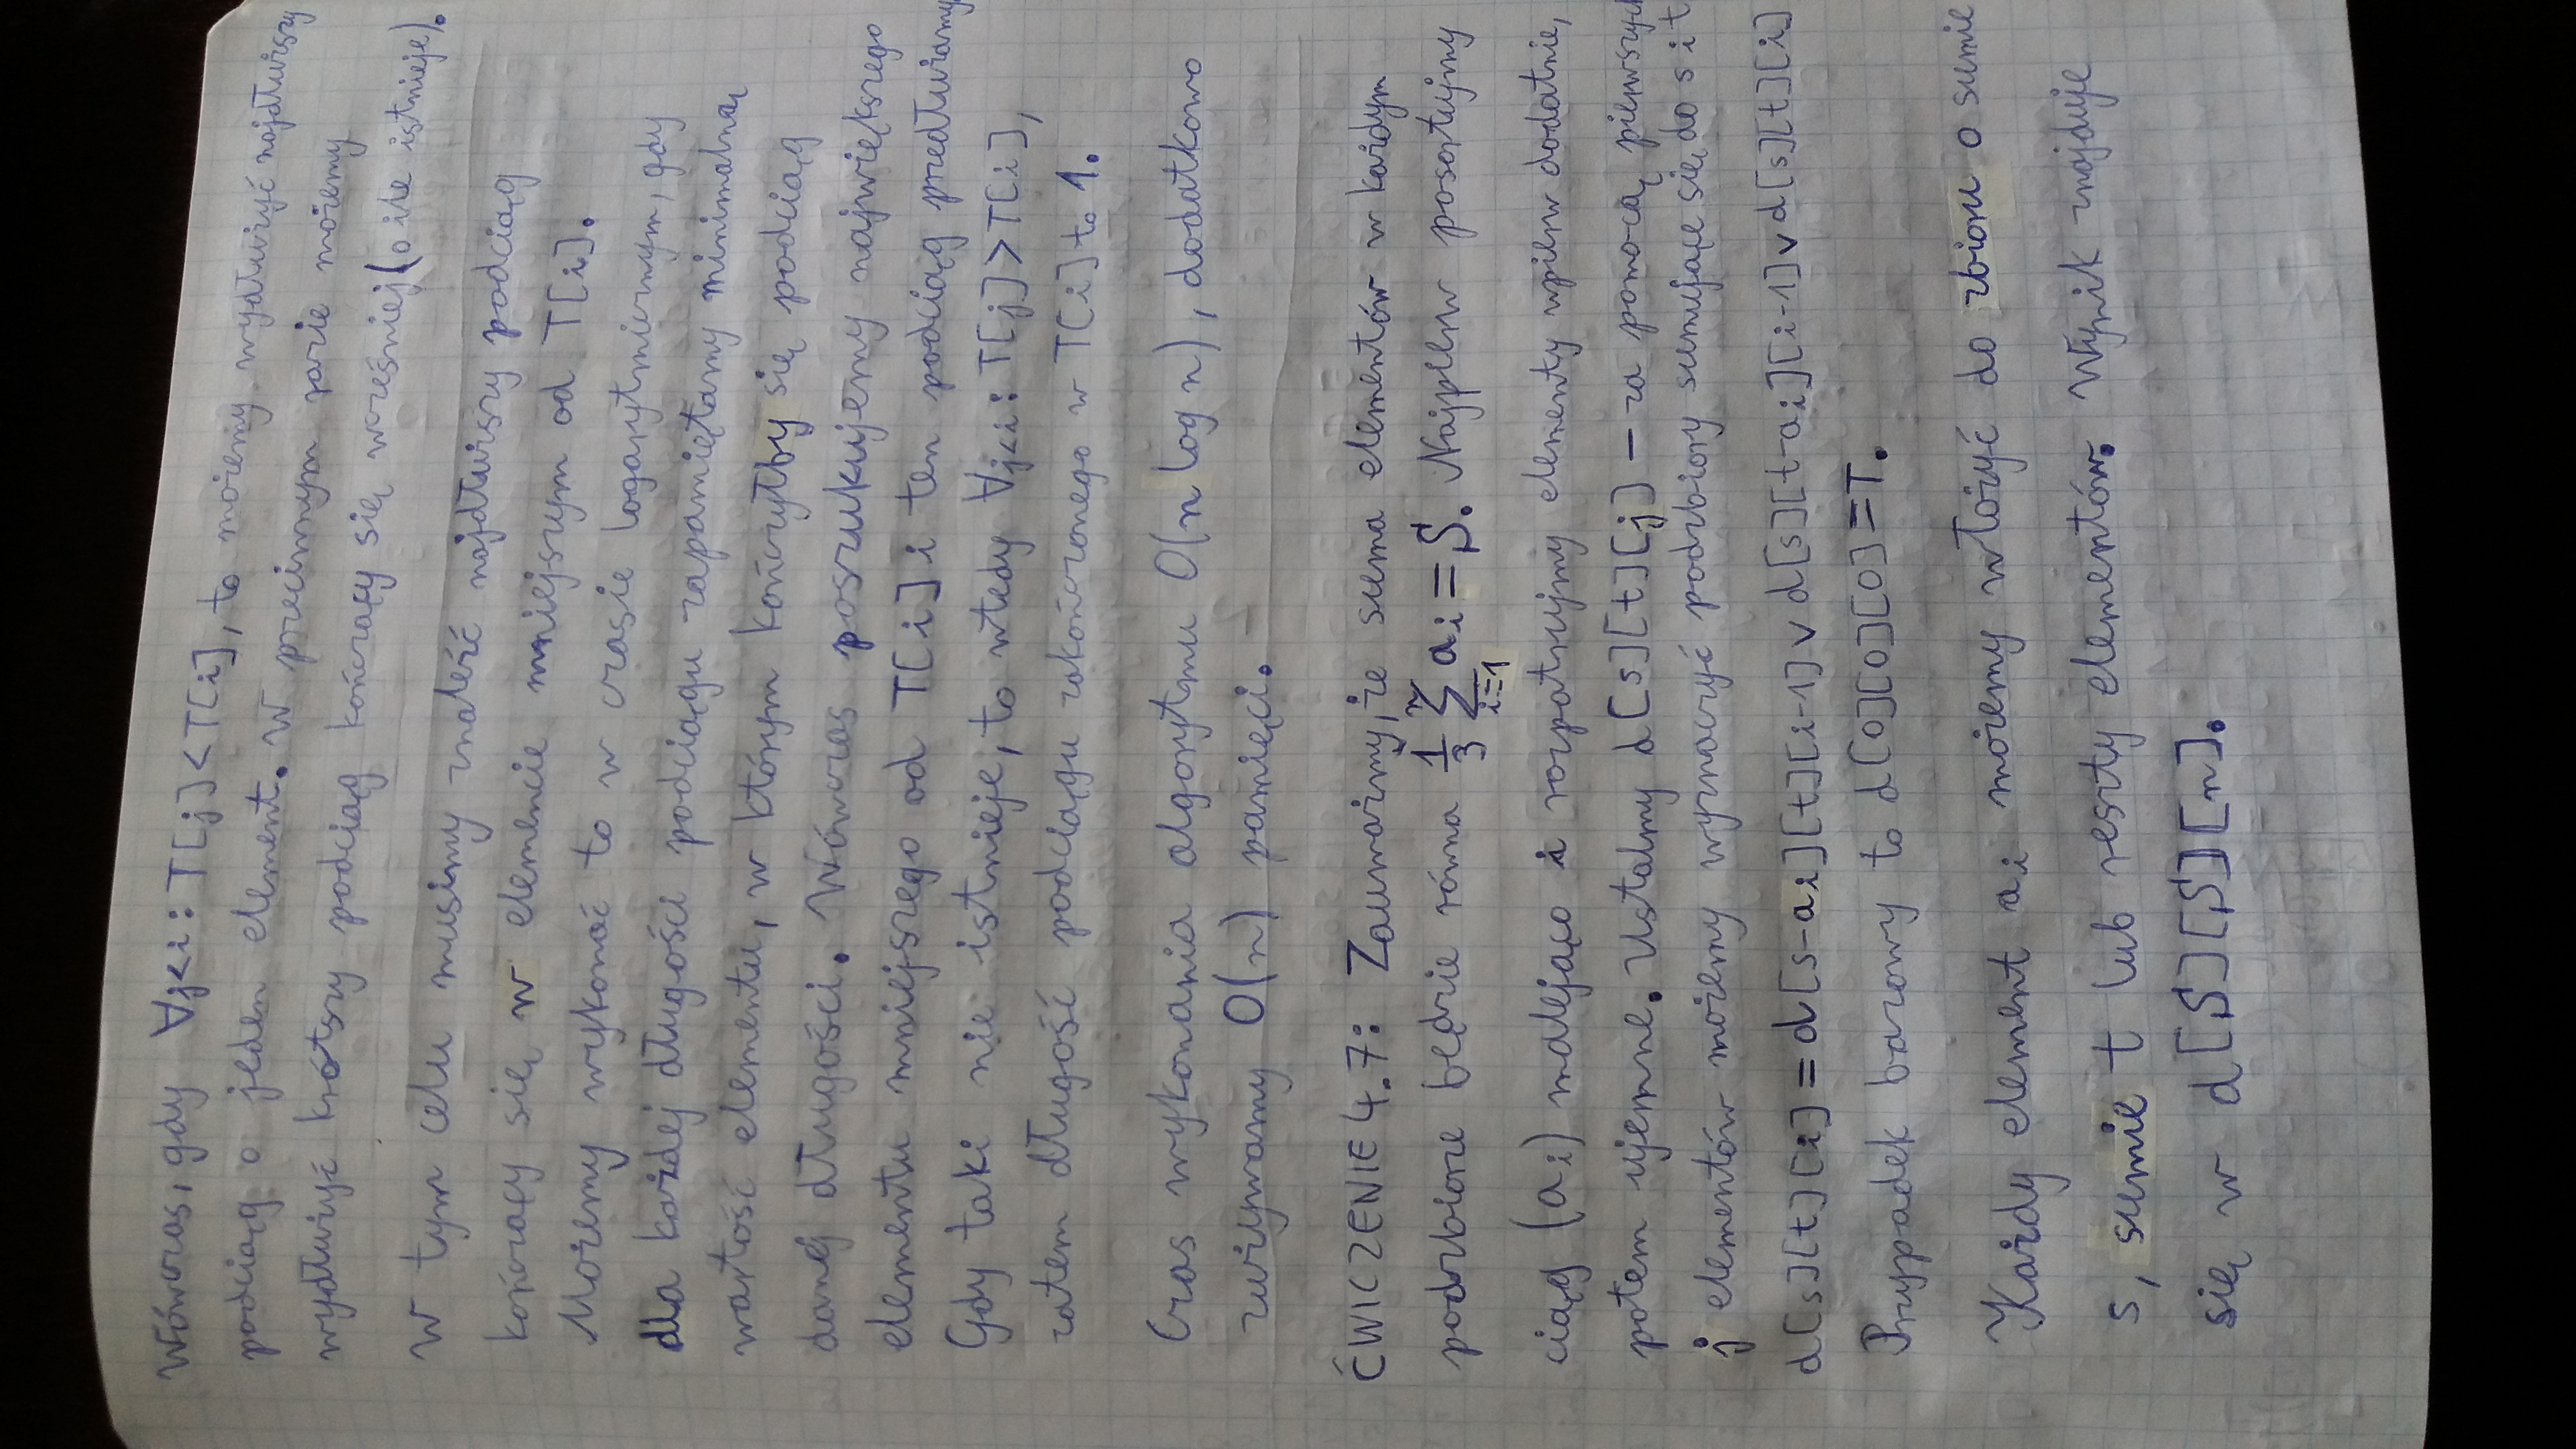 Wówczas, gdy ∀j<i: T[j]<T[i], to możemy wydłużyć najdłuższy
podciąg o jeden element. W przeciwnym razie możemy
wydłużyć krótszy podciąg kończący się wcześniej (o ile istnieje).
W tym celu musimy znaleźć najdłuższy podciąg
kończący się w elemencie mniejszym od T[i].
Możemy wykonać to w czasie logarytmicznym, gdy
dla każdej długości podciągu zapamiętamy minimalną
wartość elementu, w którym kończyłby się podciąg
danej długości. Wówczas poszukujemy największego
elementu mniejszego od T[i] i ten podciąg przedłużamy.
Gdy taki nie istnieje, to wtedy ∀j<i: T[j]>T[i],
zatem długość podciągu zakończonego w T[i] to 1.
Czas wykonania algorytmu O(n log n), dodatkowo
zużywamy O(n) pamięci.
ĆWICZENIE 4.7: Zauważmy, że suma elementów w każdym
podzbiorze będzie równa 1/3 ∑_{i=1}^{n} a_i = S. Najpierw posortujmy
ciąg (a_i) malejąco i rozpatrujmy elementy wpierw dodatnie,
potem ujemne. Ustalmy d[s][t][j] – za pomocą pierwszych
j elementów możemy wyznaczyć podzbiory sumujące się do s i t
d[s][t][i] = d[s-a_i][t][i-1] ∨ d[s][t-a_i][i-1] ∨ d[s][t][i]
Przypadek bazowy to d[0][0][0]=T.
Każdy element a_i możemy włożyć do zbioru o sumie
s, sumie t lub reszty elementów. Wynik znajduje
się w d[S][S][n].